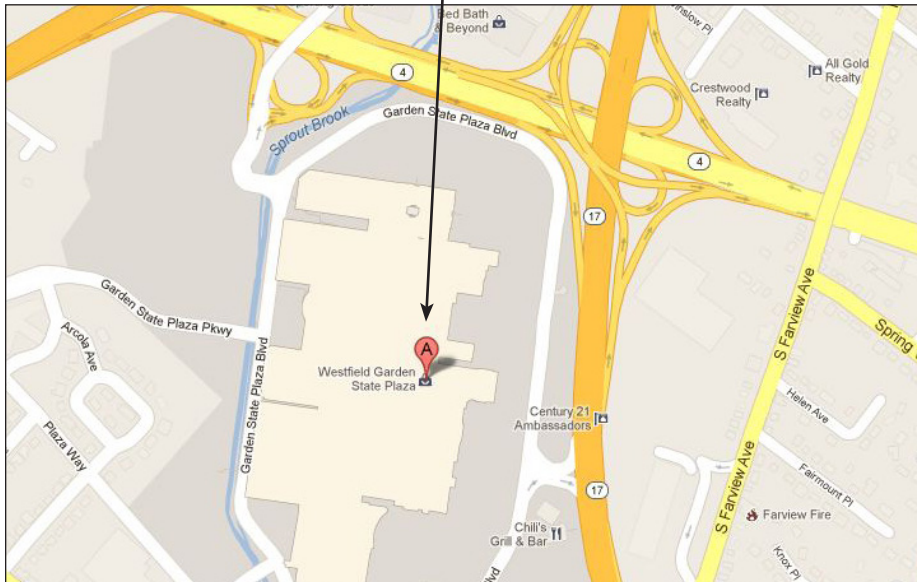 Bed Bath
& Beyond
Winslow Pl
All Gold
Realty
4
Crestwood
Realty
Sprout Brook
Garden State Plaza Blvd
4
17
Garden State Plaza Pkwy
S Farview Ave
Spring
Arcola Ave
Garden State Plaza Blvd
A
Westfield Garden
State Plaza
Century 21
Ambassadors
Helen Ave
Plaza Way
S Farview Ave
Fairmount Pl
17
Farview Fire
Chili's
Grill & Bar
Knox Pl